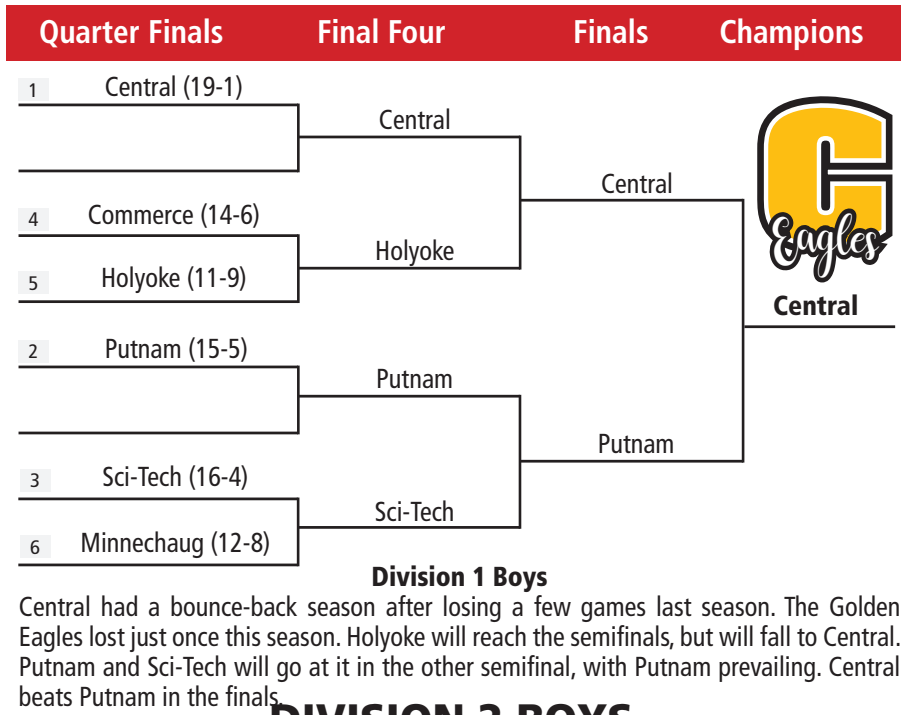 Quarter Finals Final Four Finals Champions
1 Central (19-1)
Central
Central
4 Commerce (14-6)
Holyoke
5 Holyoke (11-9)
C
Eagles
Central
2 Putnam (15-5)
Putnam
Putnam
3 Sci-Tech (16-4)
Sci-Tech
6 Minnechaug (12-8)
Division 1 Boys
Central had a bounce-back season after losing a few games last season. The Golden
Eagles lost just once this season. Holyoke will reach the semifinals, but will fall to Central.
Putnam and Sci-Tech will go at it in the other semifinal, with Putnam prevailing. Central
beats Putnam in the finals.
DIVISION 2 BOYS